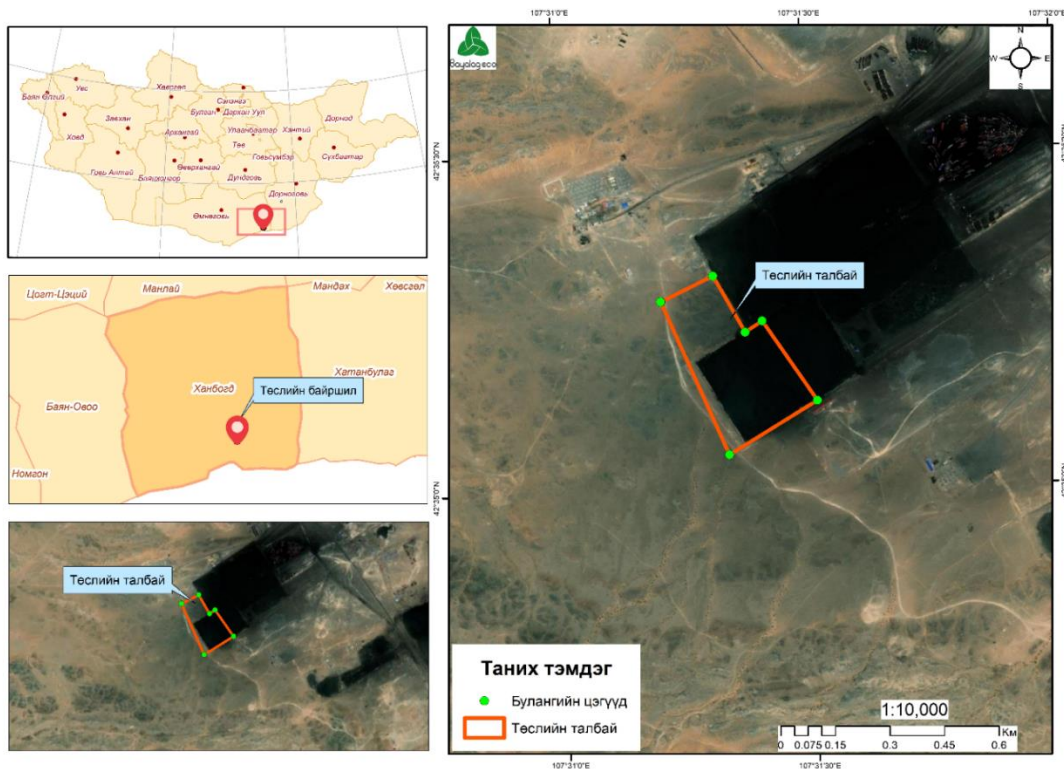 Баян Өлгий
Увс
Хөвсгөл
Завхан
Ховд
Булган
Дархан Уул
Сэлэнгэ
Архангай
Улаанбаатар
Төв
Хэнтий
Дорнод
Сүхбаатар
Говь Алтай
Баянхонгор
Өвөрхангай
Говьсүмбэр
Дундговь
Дорноговь
Өмнөговь
Цогт-Цэций
Манлай
Мандах
Хөвсгөл
Ханбогд
Хатанбулаг
Баян-Овоо
Номгон
Төслийн байршил
Төслийн талбай
107°31'0"E
107°31'30"E
107°32'0"E
Bayalag eco
N
W
E
S
42°35'30"N
Төслийн талбай
42°35'0"N
Таних тэмдэг
Булангийн цэгүүд
Төслийн талбай
1:10,000
Км
0 0.075 0.15 0.3 0.45 0.6
107°31'0"E
107°31'30"E